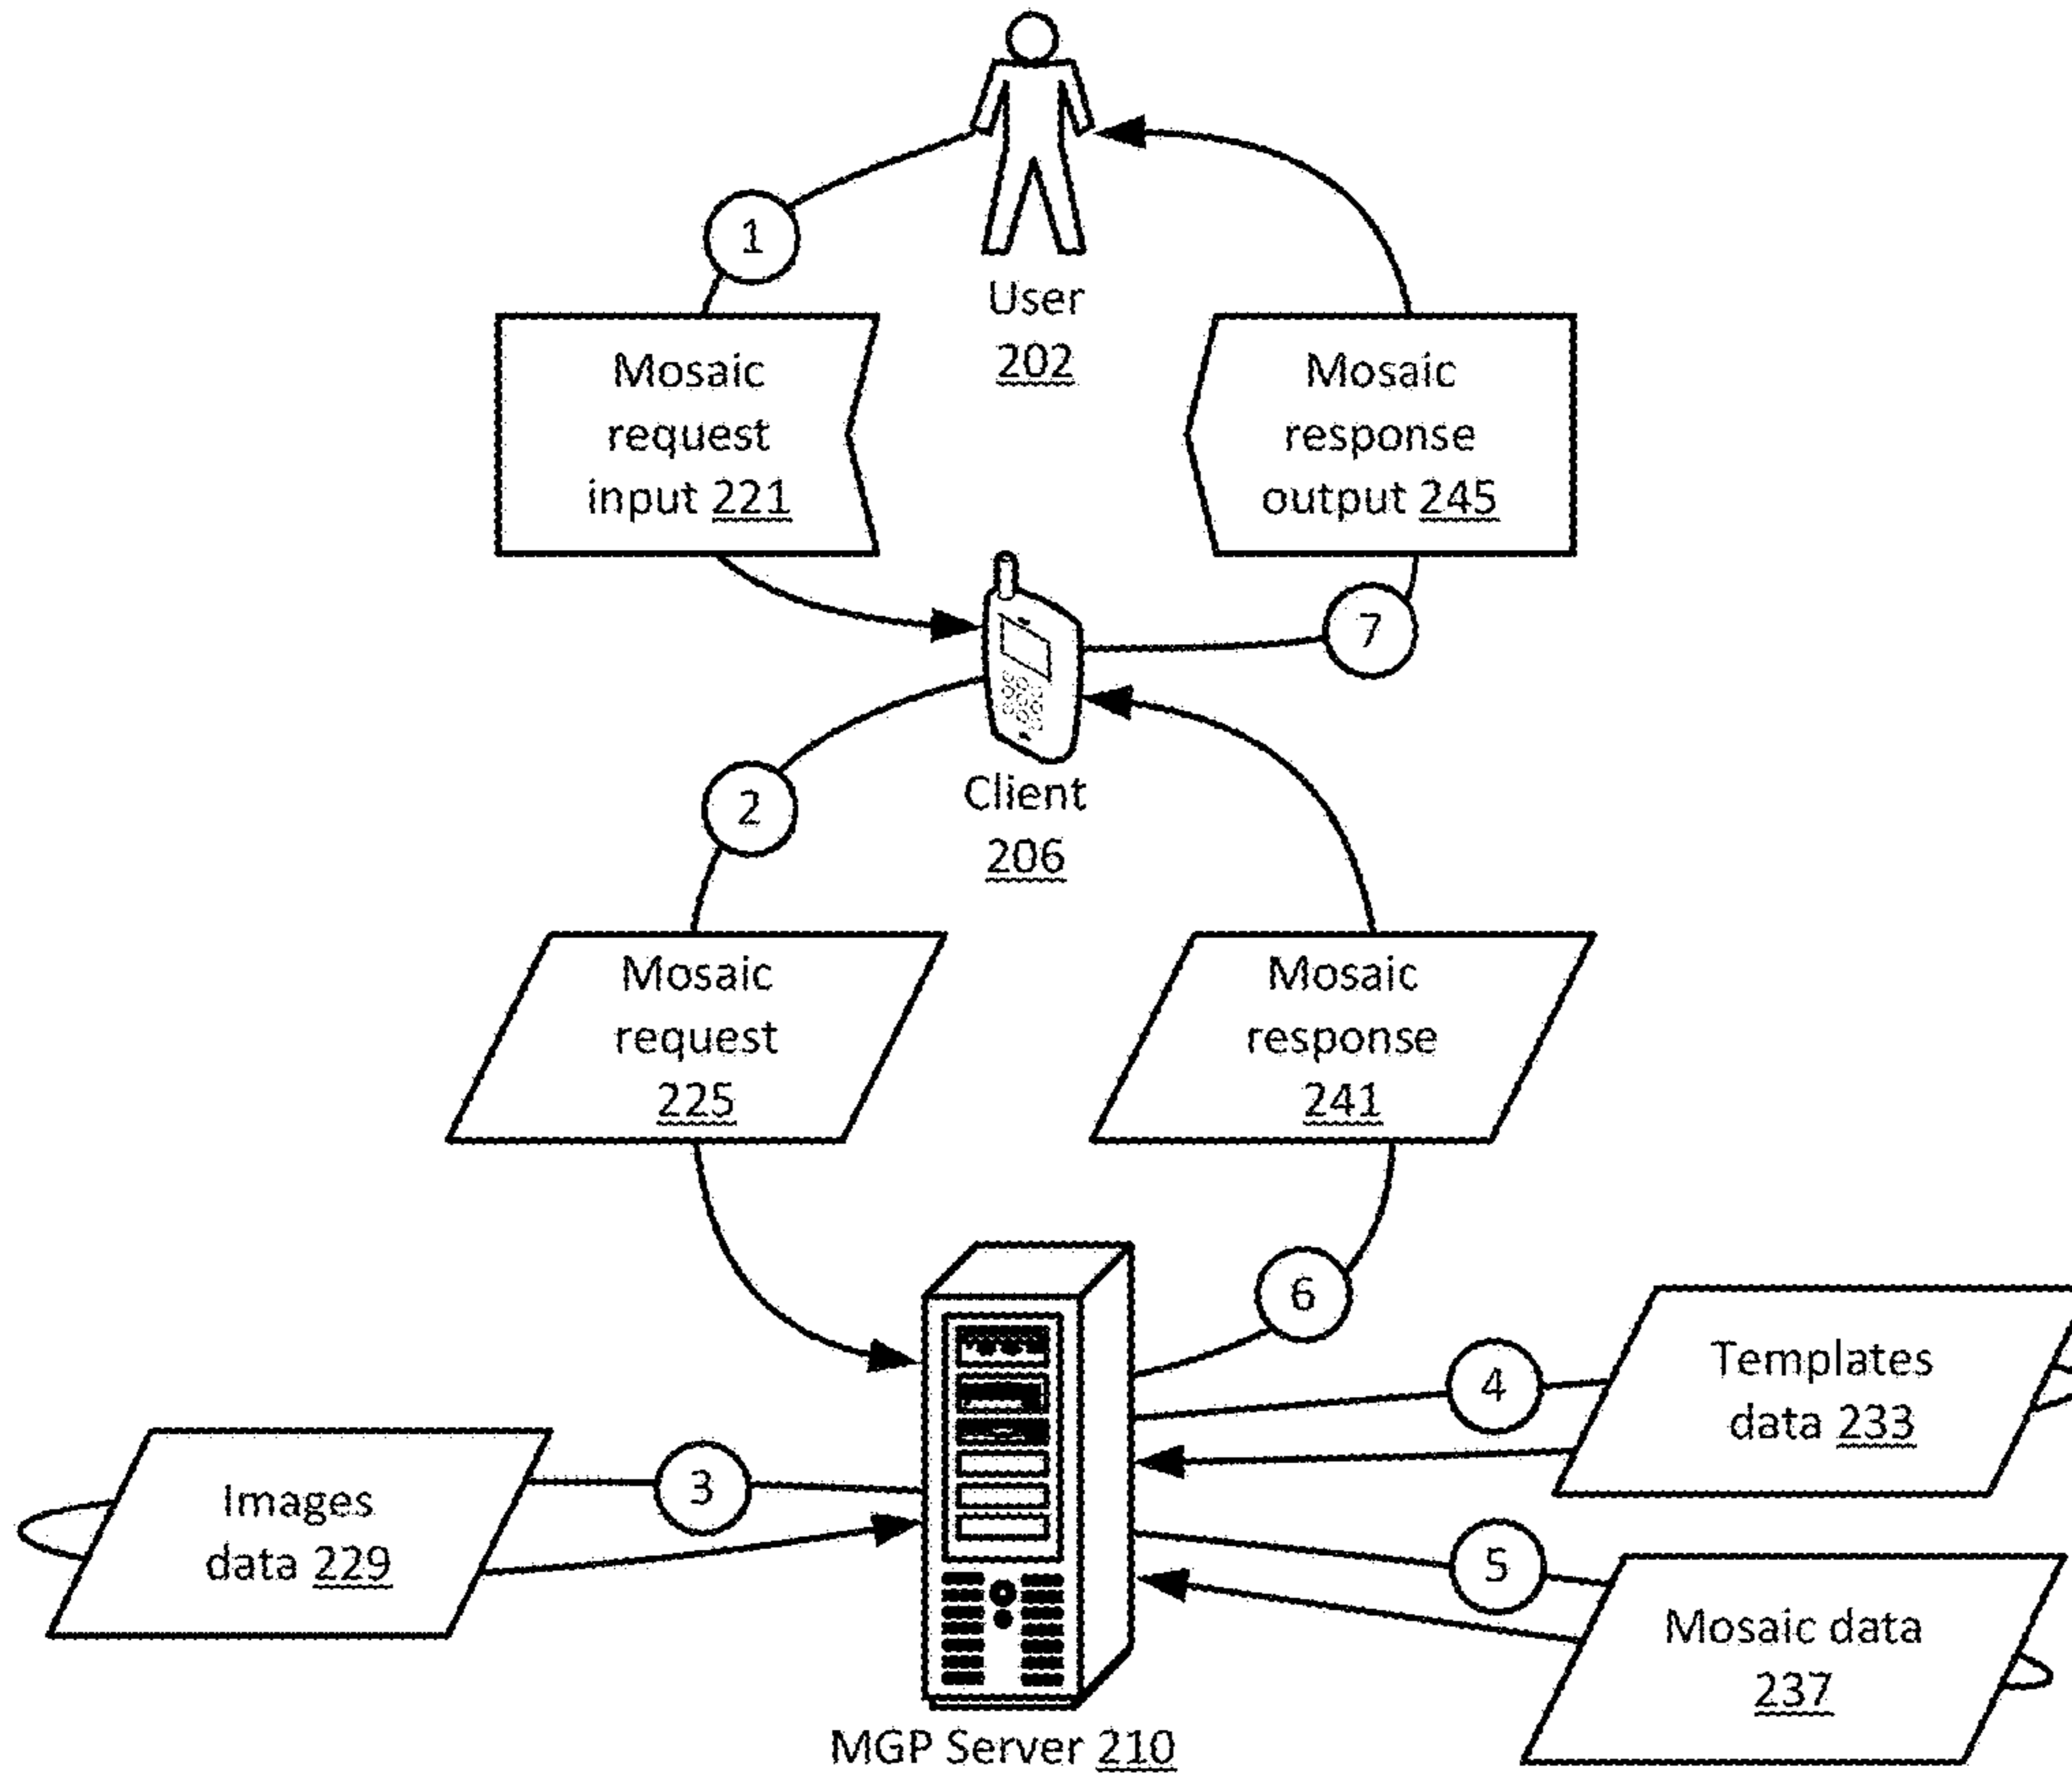 1
User
202
Mosaic
request
input 221
Mosaic
response
output 245
7
2
Client
206
Mosaic
request
225
Mosaic
response
241
6
4
Templates
data 233
3
Images
data 229
5
Mosaic data
237
MGP Server 210